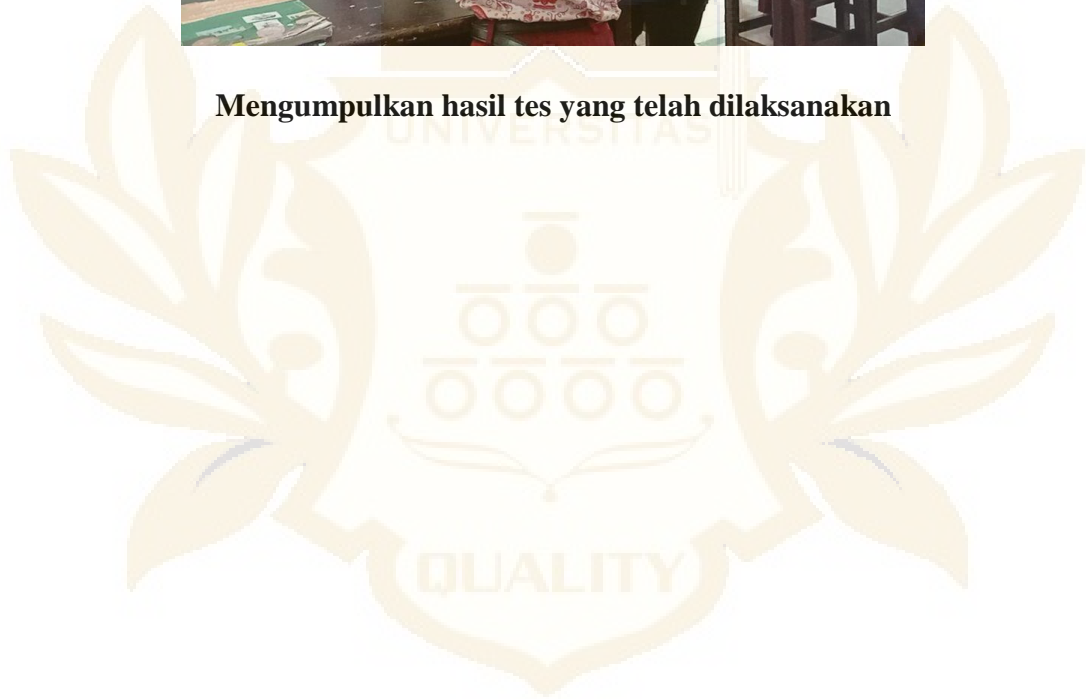 Mengumpulkan hasil tes yang telah dilaksanakan
UNIVERSITAS
QUALITY